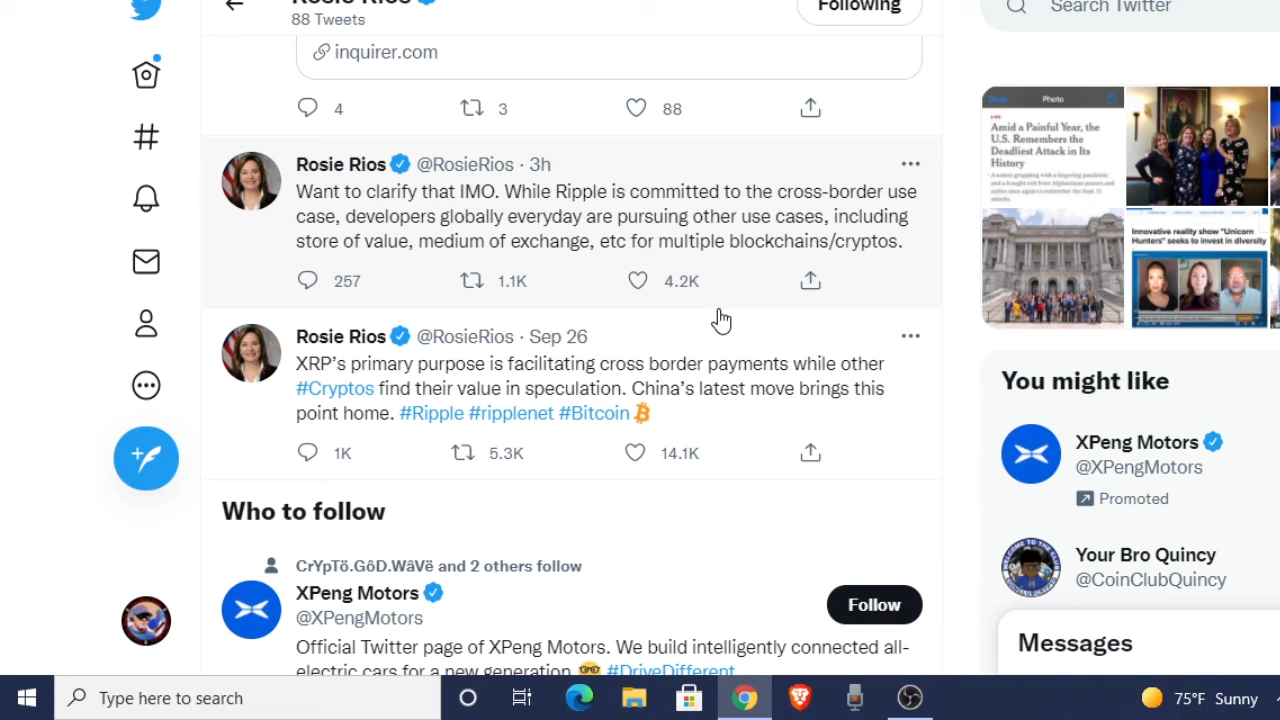 Rosie Rios
88 Tweets
Following
Search Twitter
inquirer.com
4
3
88
Rosie Rios @RosieRios · 3h
Want to clarify that IMO. While Ripple is committed to the cross-border use
case, developers globally everyday are pursuing other use cases, including
store of value, medium of exchange, etc for multiple blockchains/cryptos.
257
1.1K
4.2K
Rosie Rios @RosieRios · Sep 26
XRP's primary purpose is facilitating cross border payments while other
#Cryptos find their value in speculation. China's latest move brings this
point home. #Ripple #ripplenet #Bitcoin
1K
5.3K
14.1K
Who to follow
CrYpTö.GôD.WâVë and 2 others follow
XPeng Motors
@XPengMotors
Follow
Official Twitter page of XPeng Motors. We build intelligently connected all-
electric cars for a new generation #DriveDifferent
Photo
LIVE
Amid a Painful Year, the
U.S. Remembers the
Deadliest Attack in Its
History
Innovative reality show "Unicorn
Hunters" seeks to invest in diversity
You might like
XPeng Motors
@XPengMotors
Promoted
Your Bro Quincy
@CoinClubQuincy
Messages
Type here to search
75°F Sunny